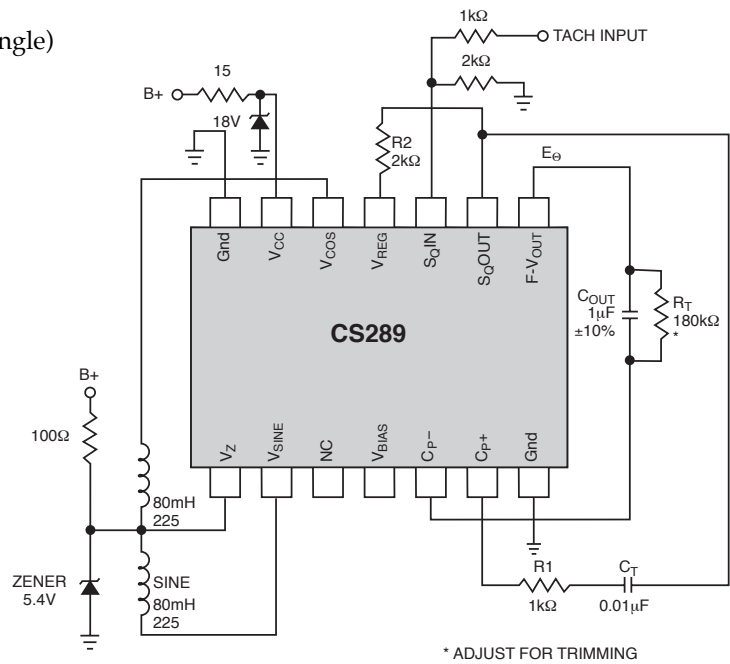 ngle)
1kΩ
TACH INPUT
2kΩ
15
B+
18V
R2
2kΩ
EΘ
Gnd
VCC
VCOS
VREG
SQIN
SQOUT
F-VOUT
COUT
1μF
±10%
RT
180kΩ
*
CS289
B+
100Ω
VZ
VSINE
NC
VBIAS
CP–
CP+
Gnd
80mH
225
ZENER
5.4V
SINE
80mH
225
R1
1kΩ
CT
0.01μF
* ADJUST FOR TRIMMING